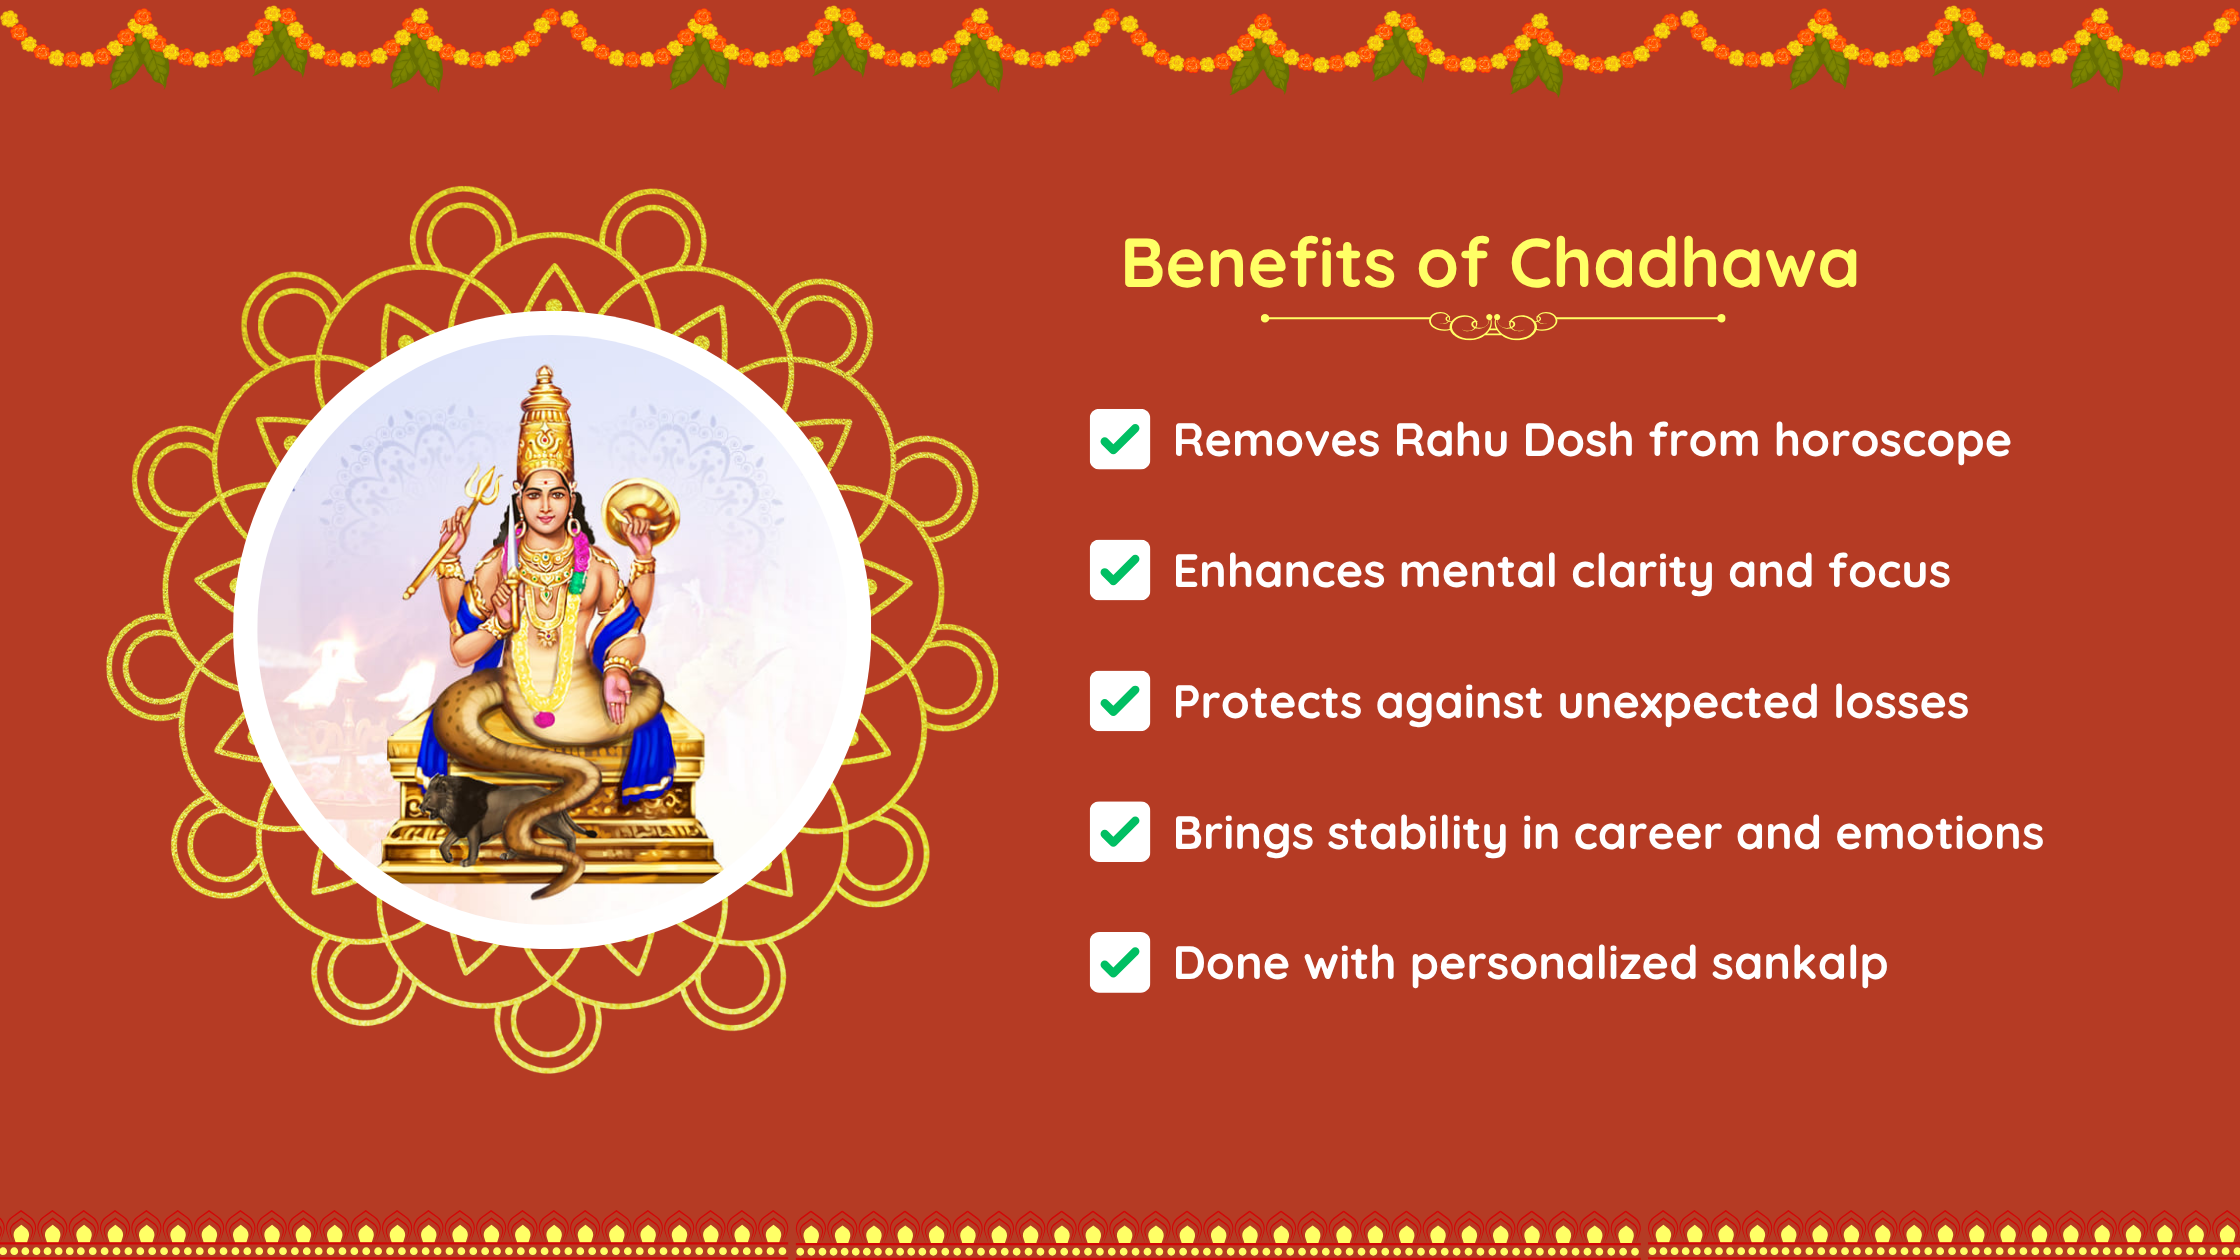 Benefits of Chadhawa
Removes Rahu Dosh from horoscope
Enhances mental clarity and focus
Protects against unexpected losses
Brings stability in career and emotions
Done with personalized sankalp